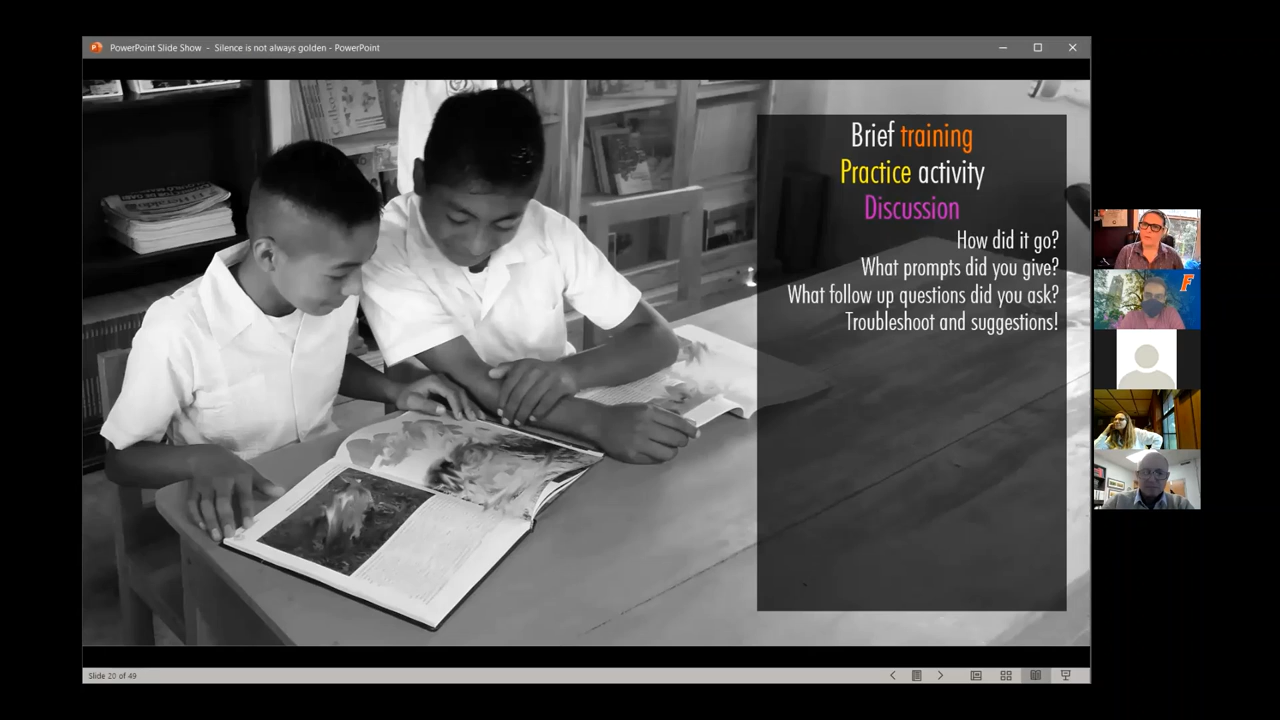 PowerPoint Slide Show - Silence is not always golden - PowerPoint
Brief training
Practice activity
Discussion
How did it go?
What prompts did you give?
What follow up questions did you ask?
Troubleshoot and suggestions!
F
Slide 20 of 49